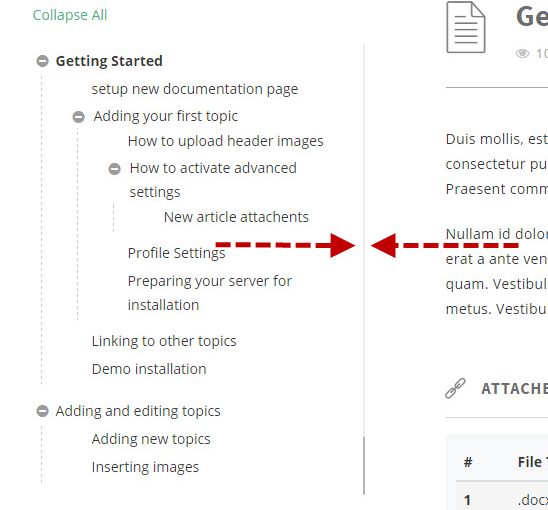 Collapse All
Getting Started
setup new documentation page
Adding your first topic
How to upload header images
How to activate advanced
settings
New article attachents
Profile Settings
Preparing your server for
installation
Linking to other topics
Demo installation
Adding and editing topics
Adding new topics
Inserting images
Ge
10
Duis mollis, est
consectetur pu
Praesent comm
Nullam id dolor
erat a ante ven
quam. Vestibul
metus. Vestibu
ATTACHE
# File T
1 .docx